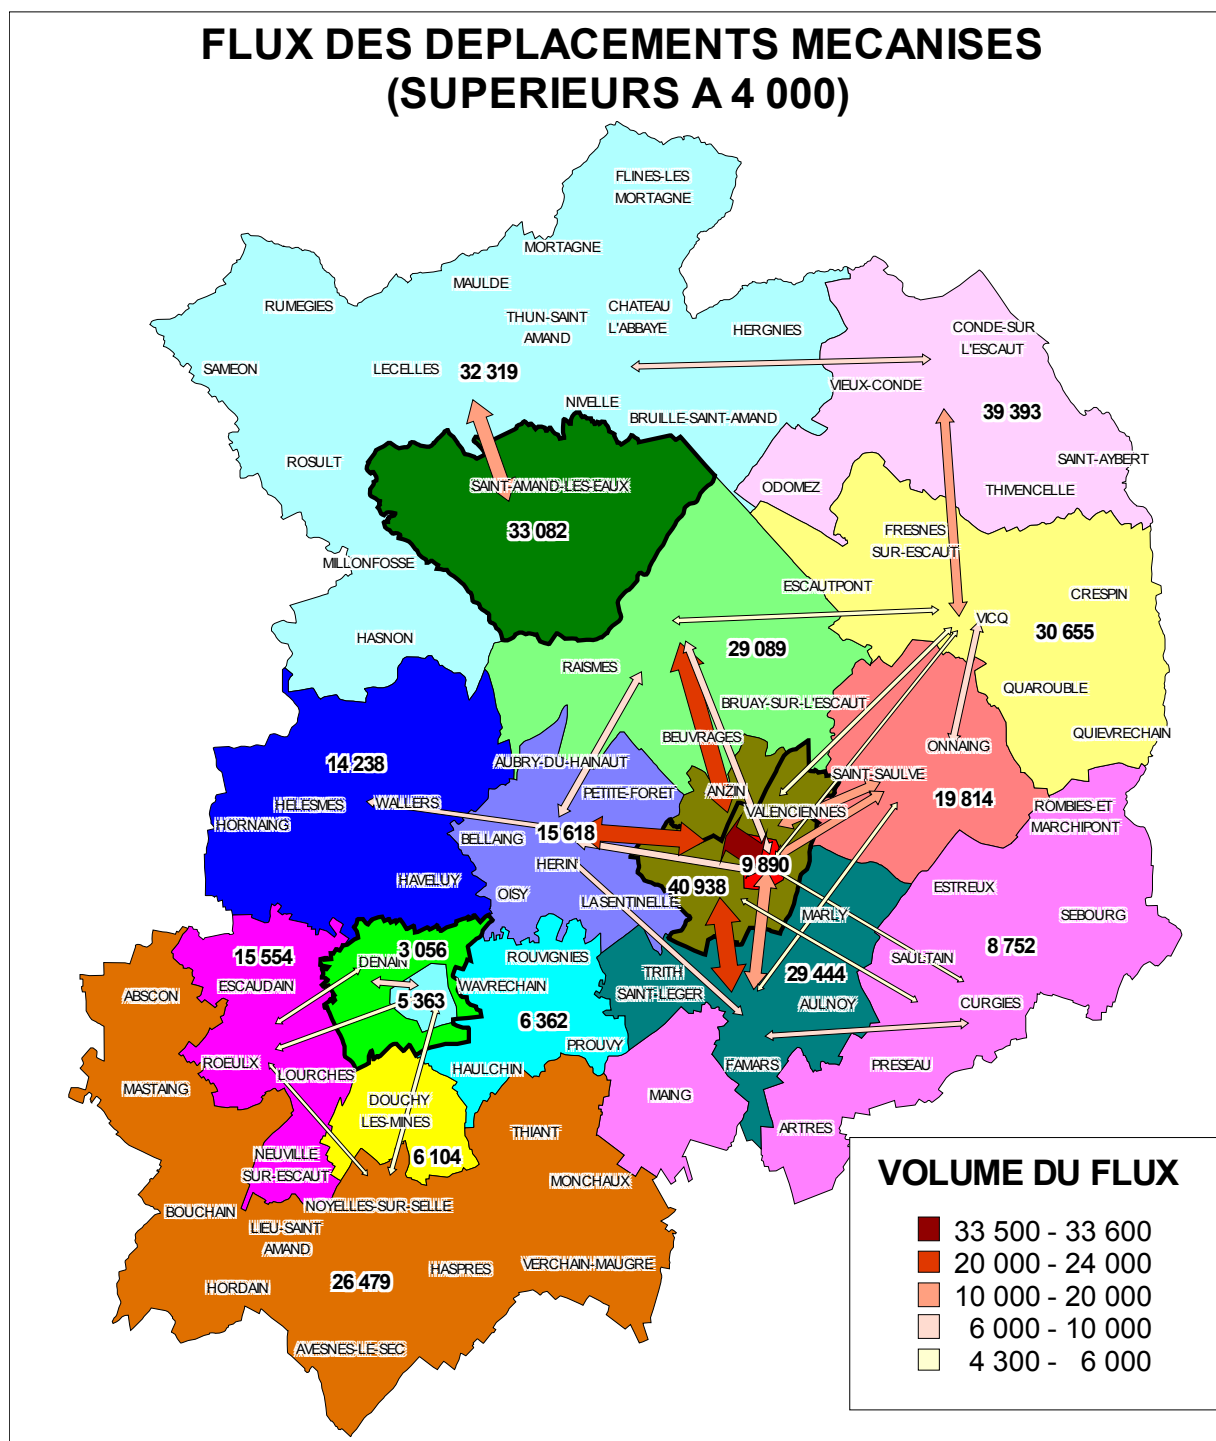 FLUX DES DEPLACEMENTS MECANISES
(SUPERIEURS A 4 000)
FLINES-LES
MORTAGNE
MORTAGNE
MAULDE
RUMEGIES
THUN-SAINT
AMAND
CHATEAU
L'ABBAYE
HERGNIES
CONDE-SUR
L'ESCAUT
SAMEON
LECELLES
32 319
VIEUX-CONDE
NIVELLE
39 393
BRUILLE-SAINT-AMAND
ROSULT
SAINT-AYBERT
SAINT-AMAND-LES-EAUX
ODOMEZ
THIVENCELLE
33 082
FRESNES
SUR-ESCAUT
MILLONFOSSE
ESCAUTPONT
CRESPIN
VICQ
HASNON
30 655
29 089
RAISMES
QUAROUBLE
BRUAY-SUR-L'ESCAUT
BEUVRAGES
ONNAING
QUIEVRECHAIN
14 238
AUBRY-DU-HAINAUT
SAINT-SAULVE
PETITE-FORET
ANZIN
19 814
HELESMES
WALLERS
VALENCIENNES
ROMBIES-ET
MARCHIPONT
HORNAING
BELLAING
15 618
HERIN
9 890
HAVELUY
OISY
40 938
ESTREUX
LA SENTINELLE
MARLY
SEBOURG
15 554
3 056
ROUVIGNIES
8 752
DENAIN
SAULTAIN
ESCAUDAIN
WAVRECHAIN
TRITH
SAINT-LEGER
29 444
ABSCON
5 363
AULNOY
CURGIES
6 362
PROUVY
ROEULX
LOURCHES
HAULCHIN
FAMARS
PRESEAU
MASTAING
DOUCHY
LES-MINES
MAING
THIANT
ARTRES
NEUVILLE
SUR-ESCAUT
6 104
MONCHAUX
BOUCHAIN
NOYELLES-SUR-SELLE
LIEU-SAINT
AMAND
HASPRES
VERCHAIN-MAUGRE
HORDAIN
26 479
AVESNES-LE-SEC
VOLUME DU FLUX
33 500 - 33 600
20 000 - 24 000
10 000 - 20 000
6 000 - 10 000
4 300 - 6 000